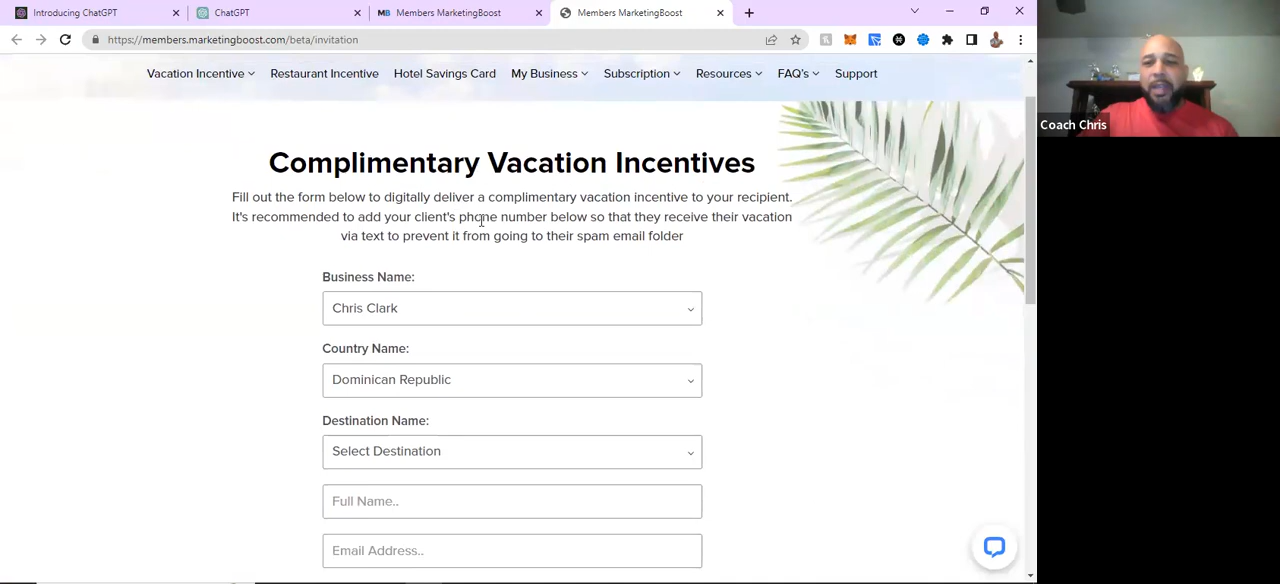 Introducing ChatGPT
ChatGPT
MB Members MarketingBoost
Members MarketingBoost
https://members.marketingboost.com/beta/invitation
Vacation Incentive
Restaurant Incentive
Hotel Savings Card
My Business
Subscription
Resources
FAQ's
Support
Coach Chris
Complimentary Vacation Incentives
Fill out the form below to digitally deliver a complimentary vacation incentive to your recipient.
It's recommended to add your client's phone number below so that they receive their vacation
via text to prevent it from going to their spam email folder
Business Name:
Chris Clark
Country Name:
Dominican Republic
Destination Name:
Select Destination
Full Name..
Email Address..